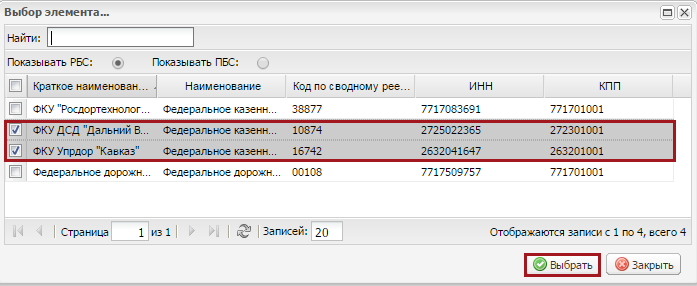 Выбор элемента...
Найти:
Показывать РБС: Показывать ПБС:
Краткое наименован... Наименование Код по сводному рее... ИНН КПП
ФКУ "Росдортехнолог... Федеральное казенн... 38877 7717083691 771701001
ФКУ ДСД "Дальний В... Федеральное казенн... 10874 2725022365 272301001
ФКУ Упрдор "Кавказ" Федеральное казенн... 16742 2632041647 263201001
Федеральное дорожн... Федеральное дорожн... 00108 7717509757 771701001
Страница 1 из 1 Записей: 20 Отображаются записи с 1 по 4, всего 4
Выбрать Закрыть